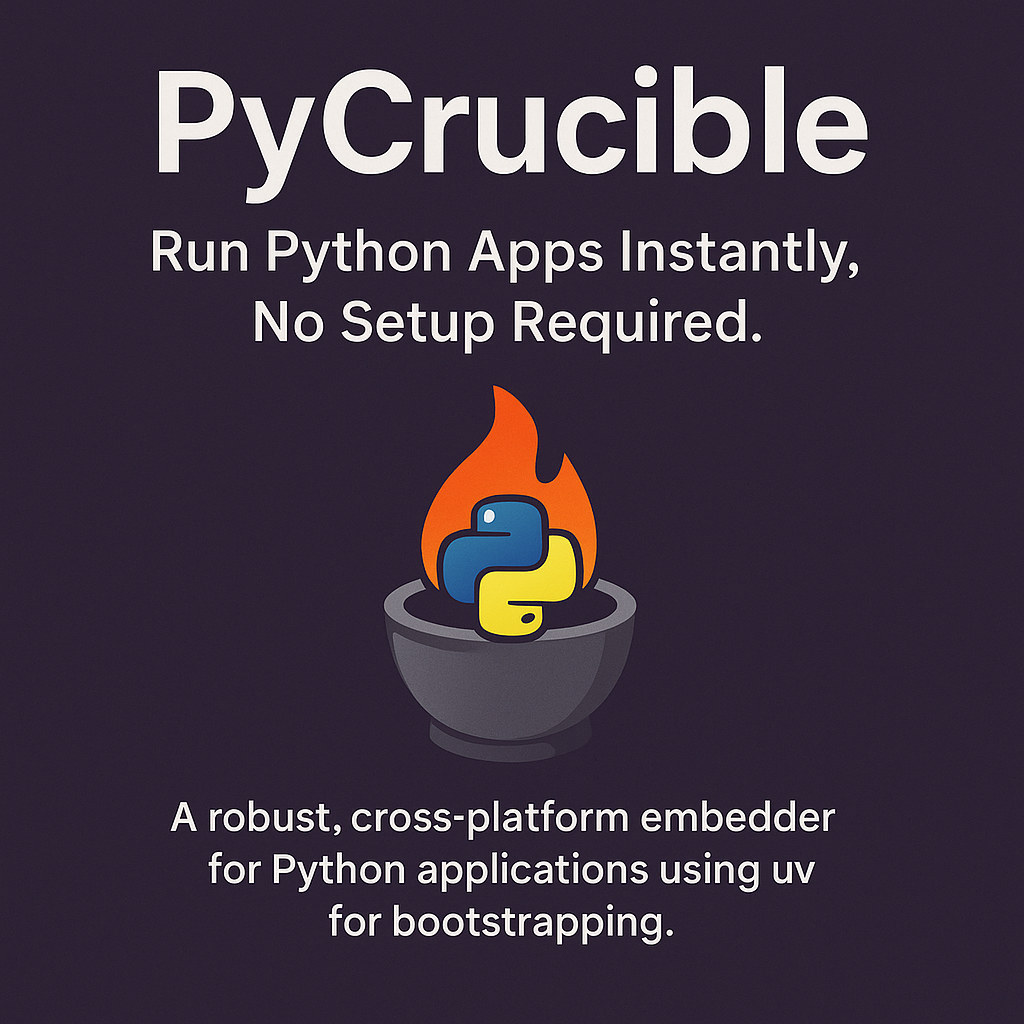 PyCrucible
Run Python Apps Instantly,
No Setup Required.
A robust, cross-platform embedder
for Python applications using uv
for bootstrapping.